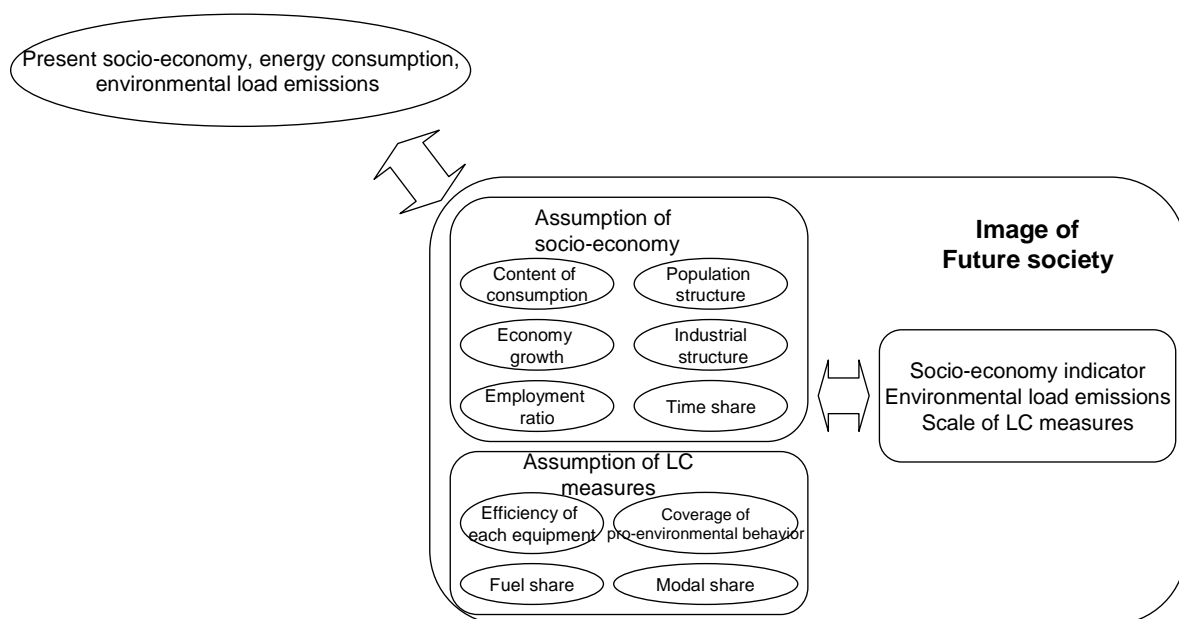 Present socio-economy, energy consumption,
environmental load emissions
Assumption of
socio-economy
Content of
consumption
Population
structure
Economy
growth
Industrial
structure
Employment
ratio
Time share
Assumption of LC
measures
Efficiency of
each equipment
Coverage of
pro-environmental behavior
Fuel share
Modal share
Image of
Future society
Socio-economy indicator
Environmental load emissions
Scale of LC measures